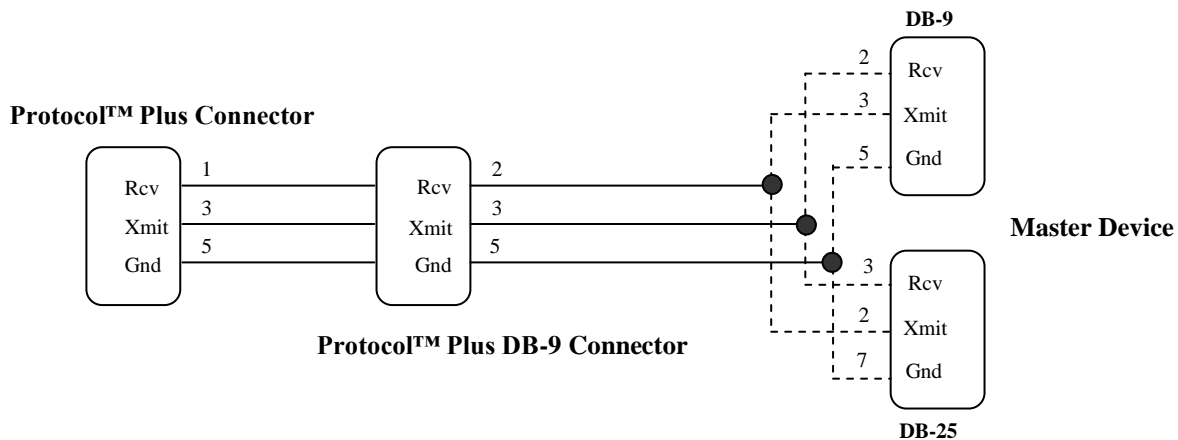 DB-9
2
Rcv
3
Xmit
5
Gnd
Protocol™ Plus Connector
Rcv
1
Xmit
3
Gnd
5
Rcv
2
Xmit
3
Gnd
5
Protocol™ Plus DB-9 Connector
Master Device
3
Rcv
2
Xmit
7
Gnd
DB-25